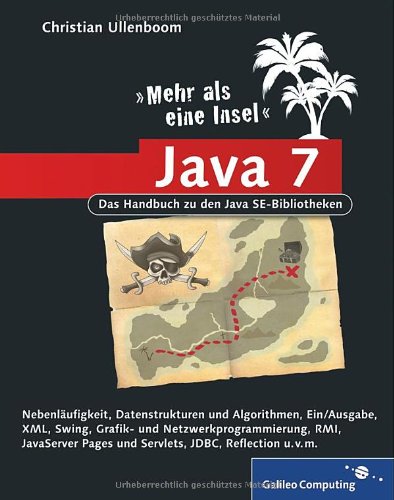 Urheberrechtlich geschütztes Material
Christian Ullenboom
»Mehr als
eine Insel«
Java 7
Das Handbuch zu den Java SE-Bibliotheken
Nebenläufigkeit, Datenstrukturen und Algorithmen, Ein/Ausgabe,
XML, Swing, Grafik- und Netzwerkprogrammierung, RMI,
JavaServer Pages und Servlets, JDBC, Reflection u.v.m.
Galileo Computing
Urheberrechtlich geschütztes Material